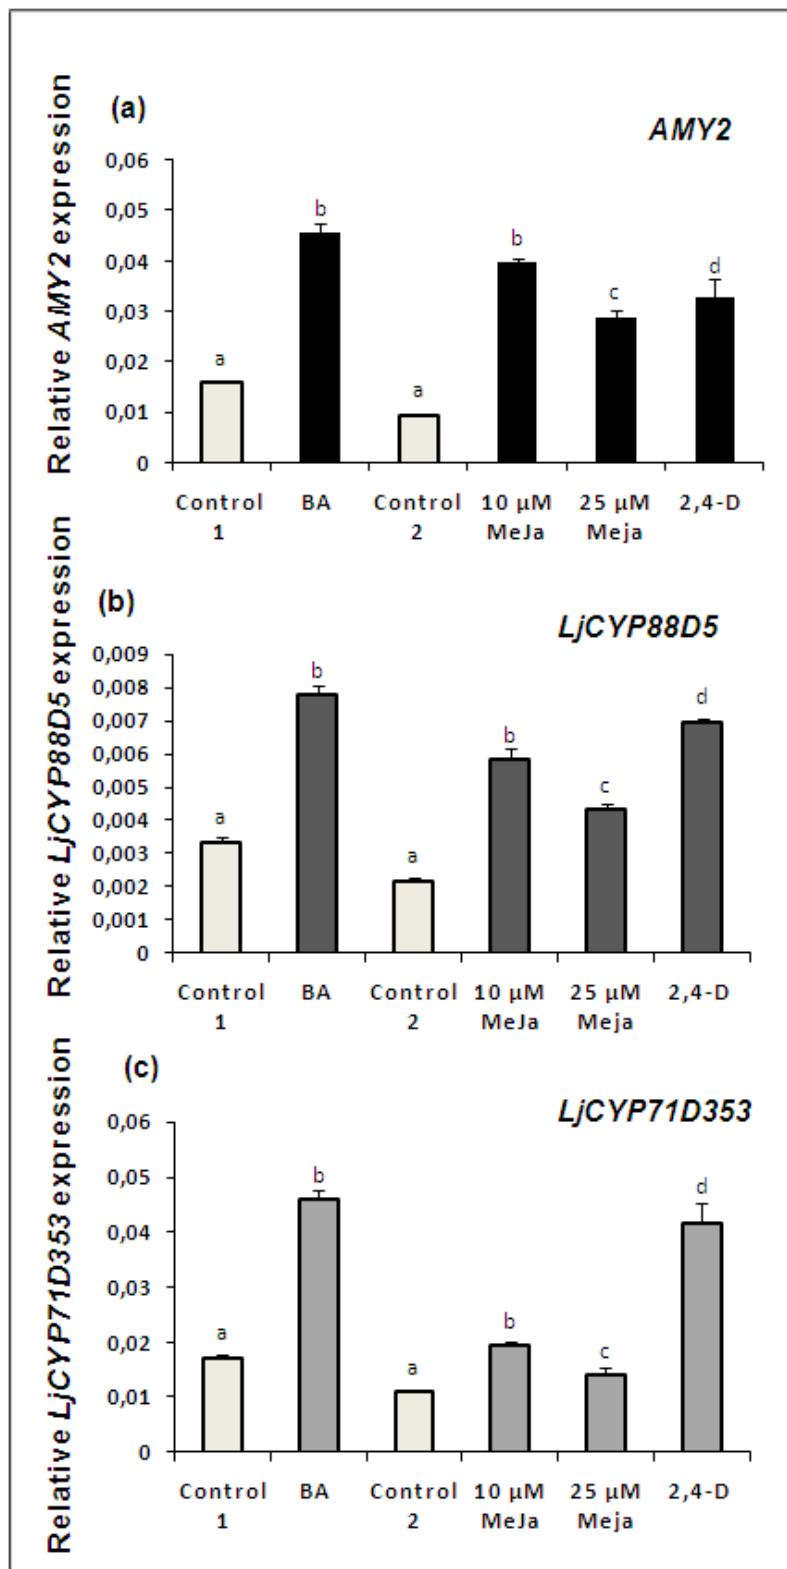 (a)
AMY2
Relative AMY2 expression
0,06
0,05
0,04
0,03
0,02
0,01
0
a
b
a
b
c
d
Control 1
BA
Control 2
10 µM MeJa
25 µM Meja
2,4-D
(b)
LjCYP88D5
Relative LjCYP88D5 expression
0,009
0,008
0,007
0,006
0,005
0,004
0,003
0,002
0,001
0
a
b
a
b
c
d
Control 1
BA
Control 2
10 µM MeJa
25 µM Meja
2,4-D
(c)
LjCYP71D353
Relative LjCYP71D353 expression
0,06
0,05
0,04
0,03
0,02
0,01
0
a
b
a
b
c
d
Control 1
BA
Control 2
10 µM MeJa
25 µM Meja
2,4-D